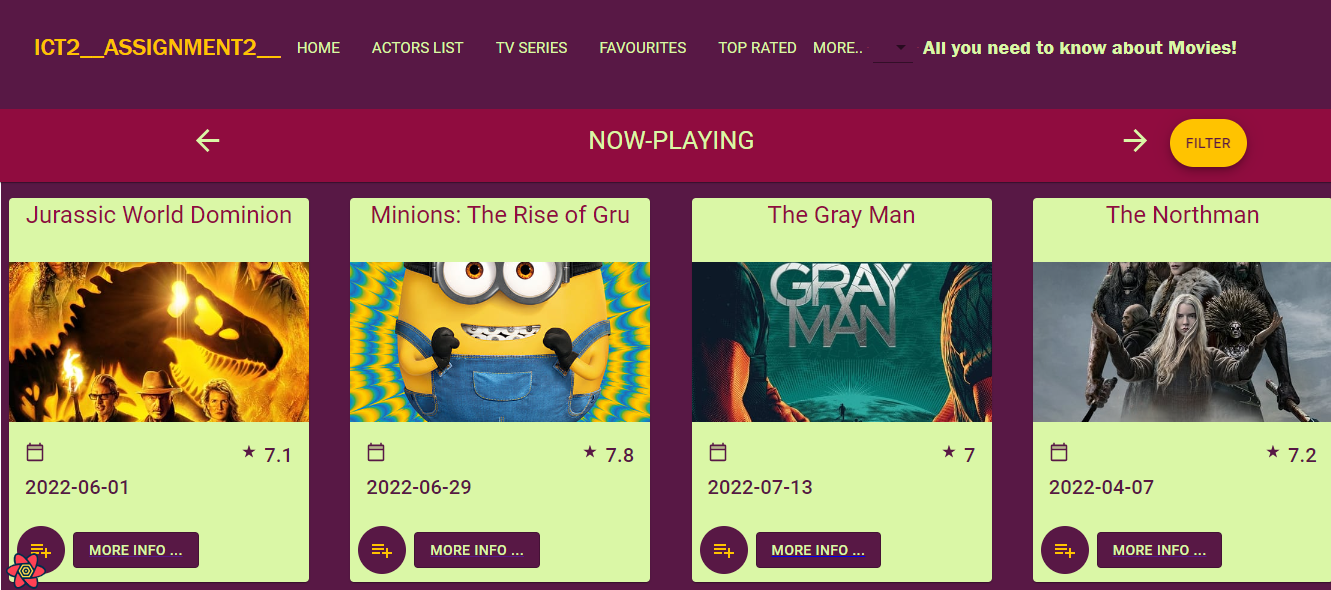 ICT2__ASSIGNMENT2__ HOME ACTORS LIST TV SERIES FAVOURITES TOP RATED MORE.. All you need to know about Movies!
NOW-PLAYING FILTER
Jurassic World Dominion
Minions: The Rise of Gru
The Gray Man
The Northman
GRAY
MAN
7.1
2022-06-01
MORE INFO ...
7.8
2022-06-29
MORE INFO ...
7
2022-07-13
MORE INFO ...
7.2
2022-04-07
MORE INFO ...